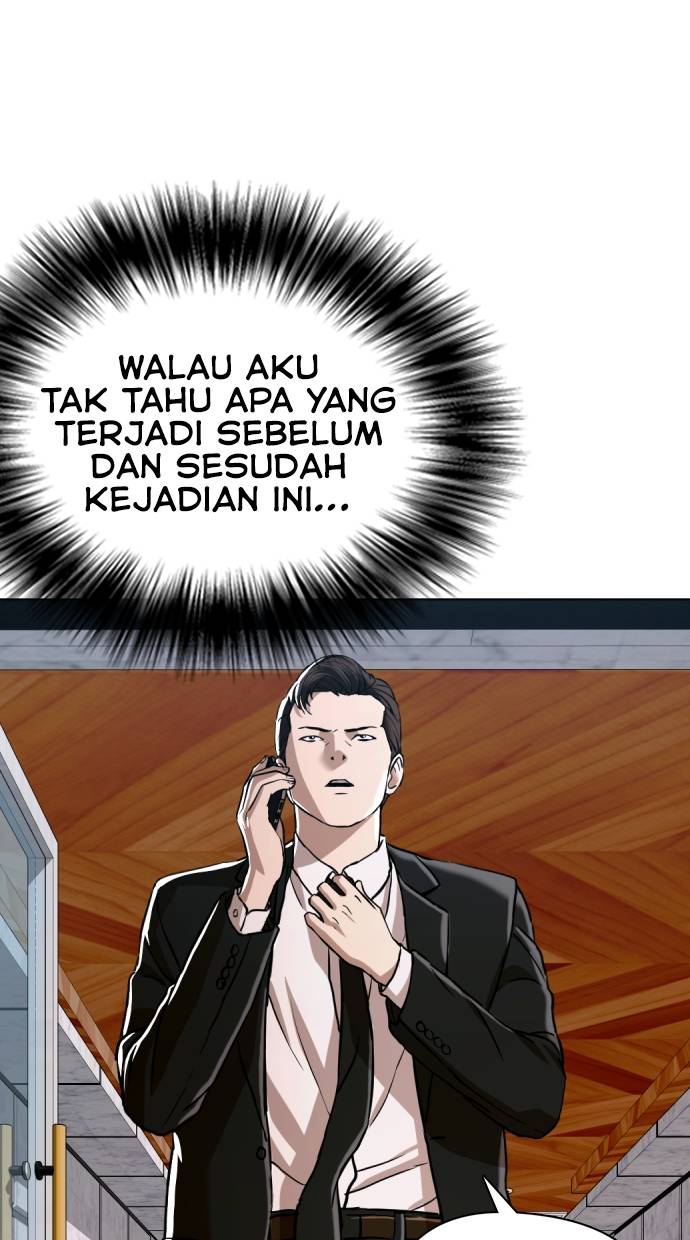 WALAU AKU
TAK TAHU APA YANG
TERJADI SEBELUM
DAN SESUDAH
KEJADIAN INI...